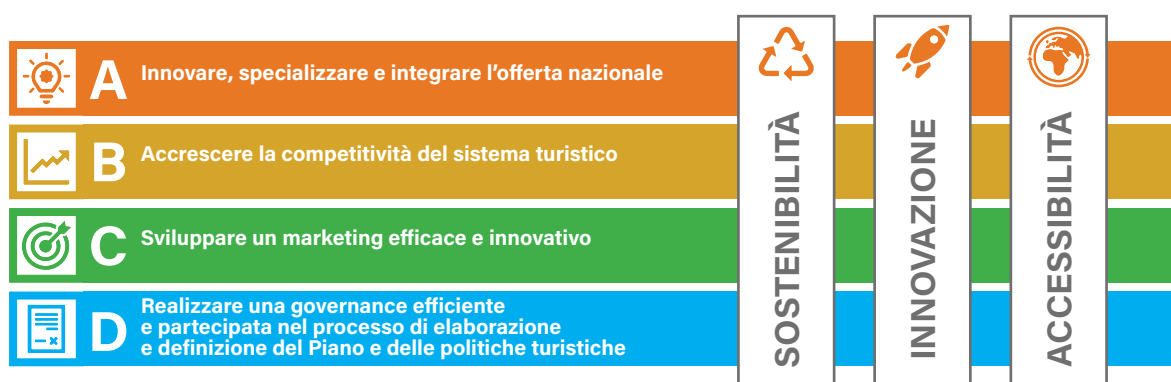 A
Innovare, specializzare e integrare l’offerta nazionale
B
Accrescere la competitività del sistema turistico
C
Sviluppare un marketing efficace e innovativo
D
Realizzare una governance efficiente
e partecipata nel processo di elaborazione
e definizione del Piano e delle politiche turistiche
SOSTENIBILITÀ
INNOVAZIONE
ACCESSIBILITÀ